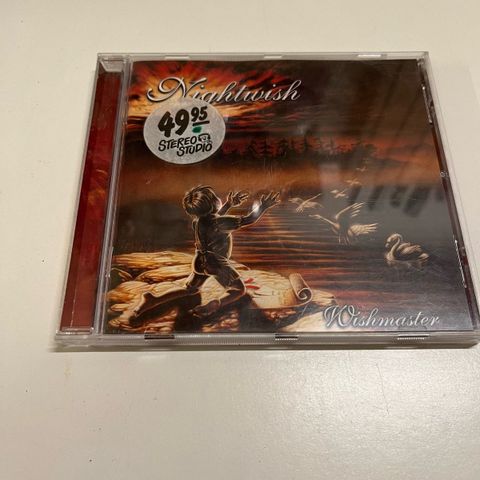 Nightwish
49.95
STEREO
STUDIO
Wishmaster